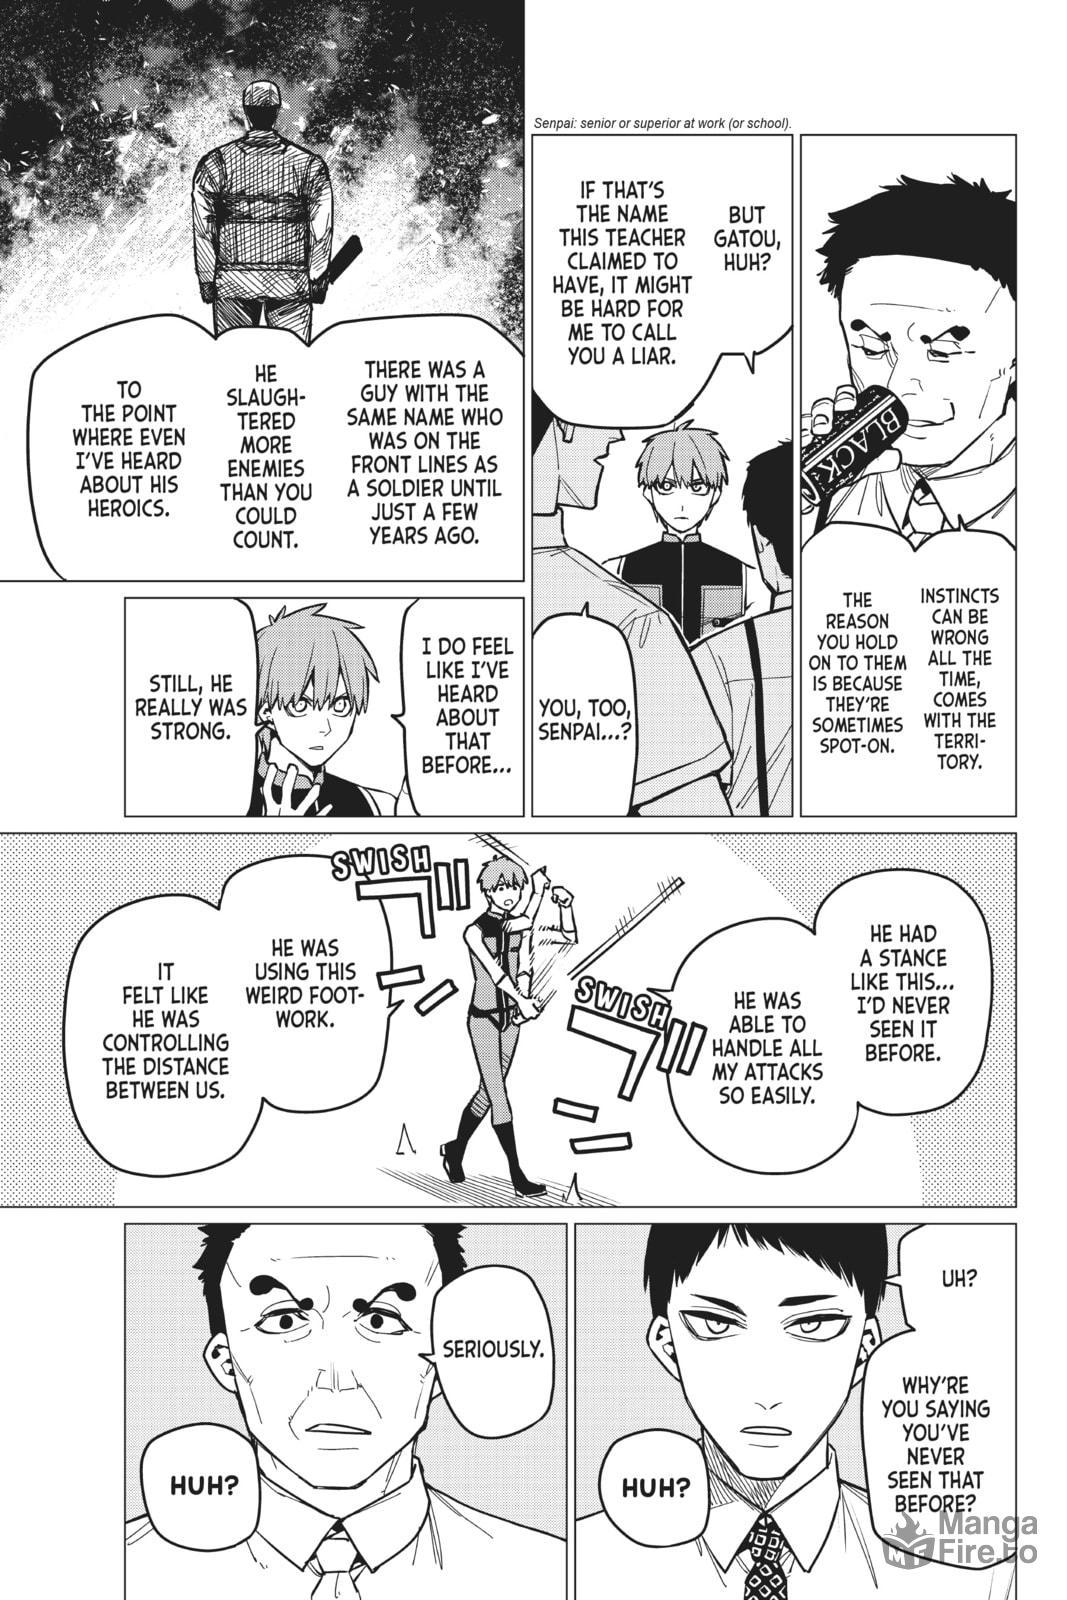 Senpai: senior or superior at work (or school).
BLACK
INSTINCTS
CAN BE
WRONG
ALL THE
TIME,
COMES
WITH THE
TERRI-
TORY.
THE
REASON
YOU HOLD
ON TO THEM
IS BECAUSE
THEY'RE
SOMETIMES
SPOT-ON.
BUT
GATOU,
HUH?
IF THAT'S
THE NAME
THIS TEACHER
CLAIMED TO
HAVE, IT MIGHT
BE HARD FOR
ME TO CALL
YOU A LIAR.
YOU, TOO,
SENPAI...?
THERE WAS A
GUY WITH THE
SAME NAME WHO
WAS ON THE
FRONT LINES AS
A SOLDIER UNTIL
JUST A FEW
YEARS AGO.
HE
SLAUGH-
TERED
MORE
ENEMIES
THAN YOU
COULD
COUNT.
TO
THE POINT
WHERE EVEN
I'VE HEARD
ABOUT HIS
HEROICS.
I DO FEEL
LIKE I'VE
HEARD
ABOUT
THAT
BEFORE...
STILL, HE
REALLY WAS
STRONG.
HE HAD
A STANCE
LIKE THIS...
I'D NEVER
SEEN IT
BEFORE.
HE WAS
ABLE TO
HANDLE ALL
MY ATTACKS
SO EASILY.
SWISH
ブン
SWISH
ブン
HE WAS
USING THIS
WEIRD FOOT-
WORK.
IT
FELT LIKE
HE WAS
CONTROLLING
THE DISTANCE
BETWEEN US.
UH?
WHY'RE
YOU SAYING
YOU'VE
NEVER
SEEN THAT
BEFORE?
HUH?
SERIOUSLY.
HUH?
MF
Manga
Fire.to